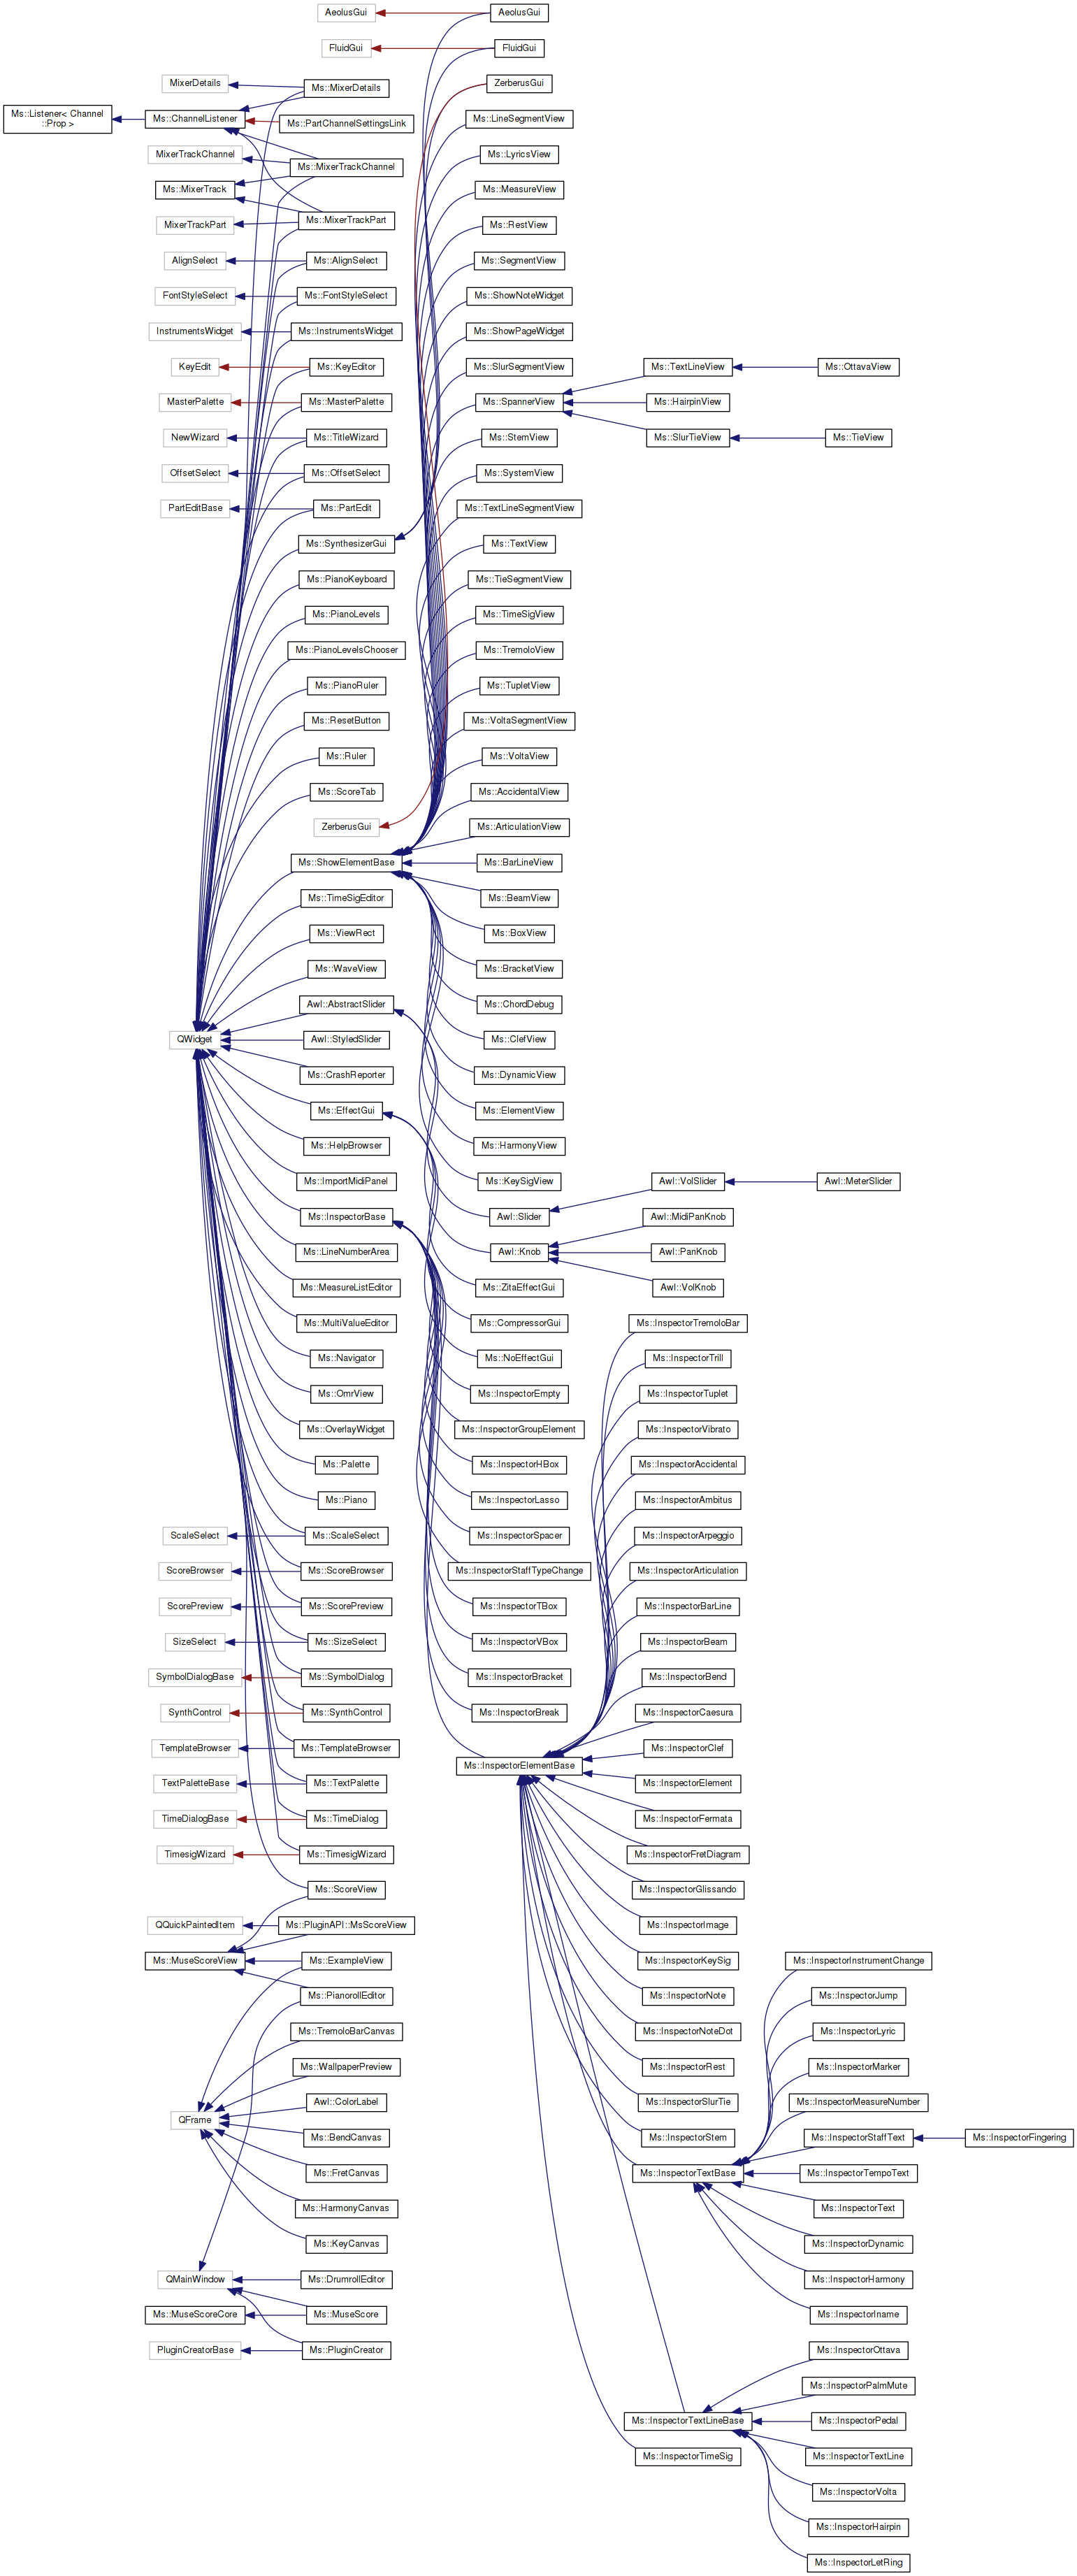 AeolusGui
AeolusGui
FluidGui
FluidGui
MixerDetails
Ms::MixerDetails
ZerberusGui
Ms::Listener< Channel
::Prop >
Ms::ChannelListener
Ms::PartChannelSettingsLink
Ms::LineSegmentView
MixerTrackChannel
Ms::MixerTrackChannel
Ms::LyricsView
Ms::MixerTrack
Ms::MeasureView
MixerTrackPart
Ms::MixerTrackPart
Ms::RestView
AlignSelect
Ms::AlignSelect
Ms::SegmentView
FontStyleSelect
Ms::FontStyleSelect
Ms::ShowNoteWidget
InstrumentsWidget
Ms::InstrumentsWidget
Ms::ShowPageWidget
KeyEdit
Ms::KeyEditor
Ms::SlurSegmentView
Ms::TextLineView
Ms::OttavaView
MasterPalette
Ms::MasterPalette
Ms::SpannerView
Ms::HairpinView
NewWizard
Ms::TitleWizard
Ms::StemView
Ms::SlurTieView
Ms::TieView
OffsetSelect
Ms::OffsetSelect
Ms::SystemView
PartEditBase
Ms::PartEdit
Ms::TextLineSegmentView
Ms::SynthesizerGui
Ms::TextView
Ms::PianoKeyboard
Ms::TieSegmentView
Ms::PianoLevels
Ms::TimeSigView
Ms::PianoLevelsChooser
Ms::TremoloView
Ms::PianoRuler
Ms::TupletView
Ms::ResetButton
Ms::VoltaSegmentView
Ms::Ruler
Ms::VoltaView
Ms::ScoreTab
Ms::AccidentalView
ZerberusGui
Ms::ArticulationView
Ms::ShowElementBase
Ms::BarLineView
Ms::TimeSigEditor
Ms::BeamView
Ms::ViewRect
Ms::BoxView
Ms::WaveView
Ms::BracketView
Awl::AbstractSlider
Ms::ChordDebug
QWidget
Awl::StyledSlider
Ms::ClefView
Ms::CrashReporter
Ms::DynamicView
Ms::EffectGui
Ms::ElementView
Ms::HelpBrowser
Ms::HarmonyView
Ms::ImportMidiPanel
Ms::KeySigView
Awl::VolSlider
Awl::MeterSlider
Ms::InspectorBase
Awl::Slider
Awl::MidiPanKnob
Ms::LineNumberArea
Awl::Knob
Awl::PanKnob
Ms::MeasureListEditor
Ms::ZitaEffectGui
Awl::VolKnob
Ms::MultiValueEditor
Ms::CompressorGui
Ms::InspectorTremoloBar
Ms::Navigator
Ms::NoEffectGui
Ms::InspectorTrill
Ms::OmrView
Ms::InspectorEmpty
Ms::InspectorTuplet
Ms::OverlayWidget
Ms::InspectorGroupElement
Ms::InspectorVibrato
Ms::Palette
Ms::InspectorHBox
Ms::InspectorAccidental
Ms::Piano
Ms::InspectorLasso
Ms::InspectorAmbitus
ScaleSelect
Ms::ScaleSelect
Ms::InspectorSpacer
Ms::InspectorArpeggio
ScoreBrowser
Ms::ScoreBrowser
Ms::InspectorStaffTypeChange
Ms::InspectorArticulation
ScorePreview
Ms::ScorePreview
Ms::InspectorTBox
Ms::InspectorBarLine
SizeSelect
Ms::SizeSelect
Ms::InspectorVBox
Ms::InspectorBeam
SymbolDialogBase
Ms::SymbolDialog
Ms::InspectorBracket
Ms::InspectorBend
SynthControl
Ms::SynthControl
Ms::InspectorBreak
Ms::InspectorCaesura
TemplateBrowser
Ms::TemplateBrowser
Ms::InspectorElementBase
Ms::InspectorClef
TextPaletteBase
Ms::TextPalette
Ms::InspectorElement
TimeDialogBase
Ms::TimeDialog
Ms::InspectorFermata
TimesigWizard
Ms::TimesigWizard
Ms::InspectorFretDiagram
Ms::ScoreView
Ms::InspectorGlissando
QQuickPaintedItem
Ms::PluginAPI::MsScoreView
Ms::InspectorImage
Ms::MuseScoreView
Ms::ExampleView
Ms::InspectorKeySig
Ms::InspectorInstrumentChange
Ms::PianorollEditor
Ms::InspectorNote
Ms::InspectorJump
Ms::TremoloBarCanvas
Ms::InspectorNoteDot
Ms::InspectorLyric
Ms::WallpaperPreview
Ms::InspectorRest
Ms::InspectorMarker
Awl::ColorLabel
Ms::InspectorSlurTie
Ms::InspectorMeasureNumber
QFrame
Ms::BendCanvas
Ms::InspectorStem
Ms::InspectorStaffText
Ms::InspectorFingering
Ms::FretCanvas
Ms::InspectorTextBase
Ms::InspectorTempoText
Ms::HarmonyCanvas
Ms::InspectorText
Ms::KeyCanvas
Ms::InspectorDynamic
QMainWindow
Ms::DrumrollEditor
Ms::InspectorHarmony
Ms::MuseScoreCore
Ms::MuseScore
Ms::InspectorIname
PluginCreatorBase
Ms::PluginCreator
Ms::InspectorOttava
Ms::InspectorPalmMute
Ms::InspectorTextLineBase
Ms::InspectorPedal
Ms::InspectorTimeSig
Ms::InspectorTextLine
Ms::InspectorVolta
Ms::InspectorHairpin
Ms::InspectorLetRing